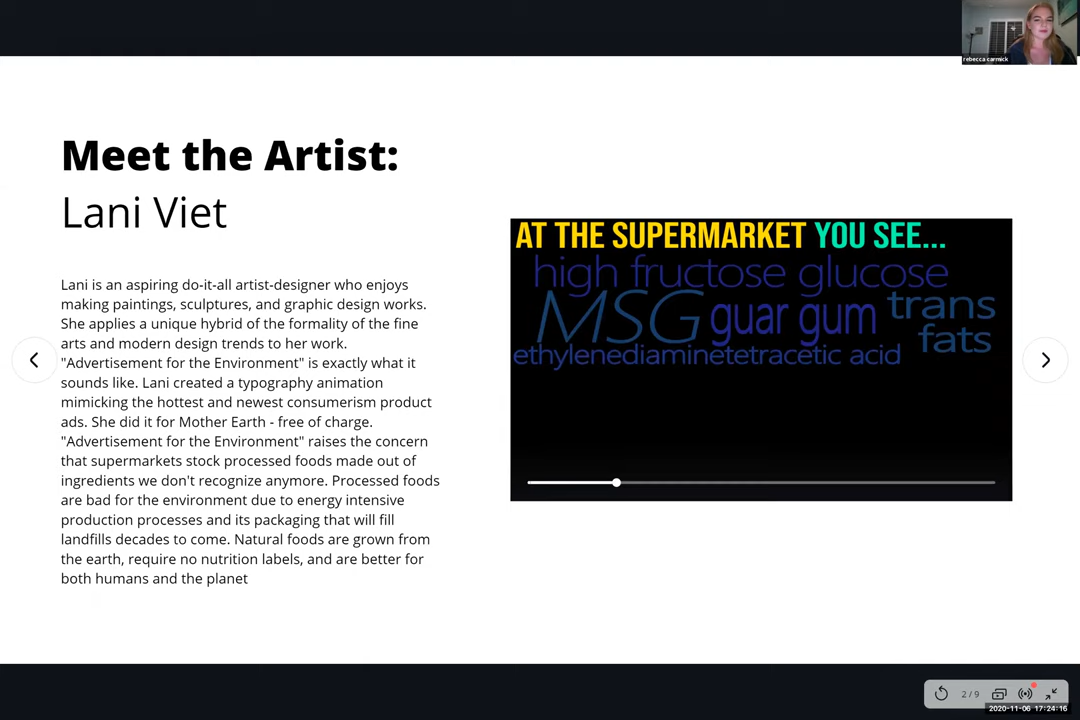 rebecca carmick
Meet the Artist:
Lani Viet
Lani is an aspiring do-it-all artist-designer who enjoys
making paintings, sculptures, and graphic design works.
She applies a unique hybrid of the formality of the fine
arts and modern design trends to her work.
"Advertisement for the Environment" is exactly what it
sounds like. Lani created a typography animation
mimicking the hottest and newest consumerism product
ads. She did it for Mother Earth - free of charge.
"Advertisement for the Environment" raises the concern
that supermarkets stock processed foods made out of
ingredients we don't recognize anymore. Processed foods
are bad for the environment due to energy intensive
production processes and its packaging that will fill
landfills decades to come. Natural foods are grown from
the earth, require no nutrition labels, and are better for
both humans and the planet
AT THE SUPERMARKET YOU SEE...
high fructose glucose
MSG guar gum trans
fats
ethylenediaminetetracetic acid
2 / 9
2020-11-06 17:24:16